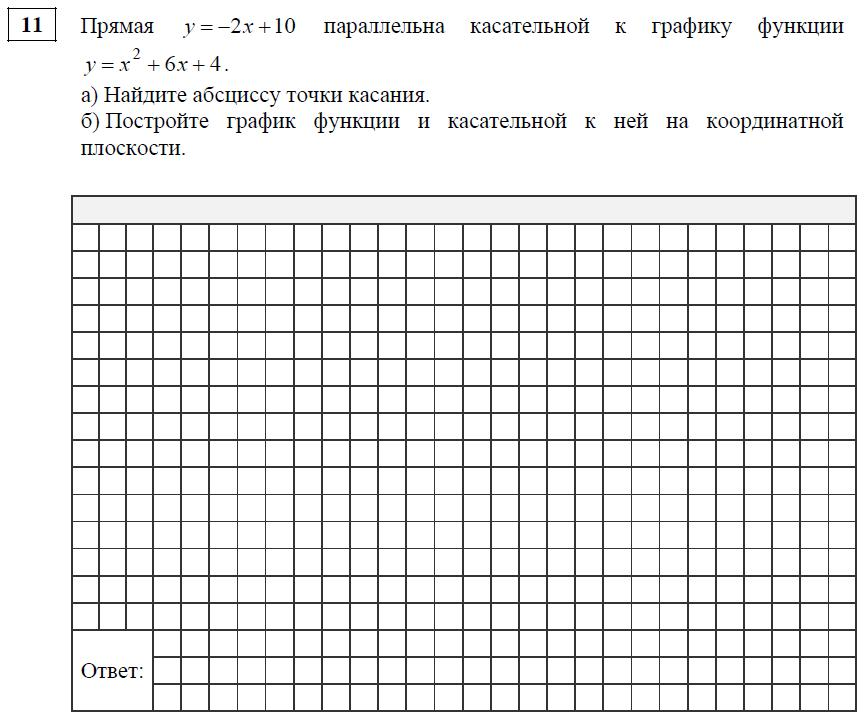 11 Прямая y = −2x + 10 параллельна касательной к графику функции
y = x² + 6x + 4.
а) Найдите абсциссу точки касания.
б) Постройте график функции и касательной к ней на координатной
плоскости.
Ответ: